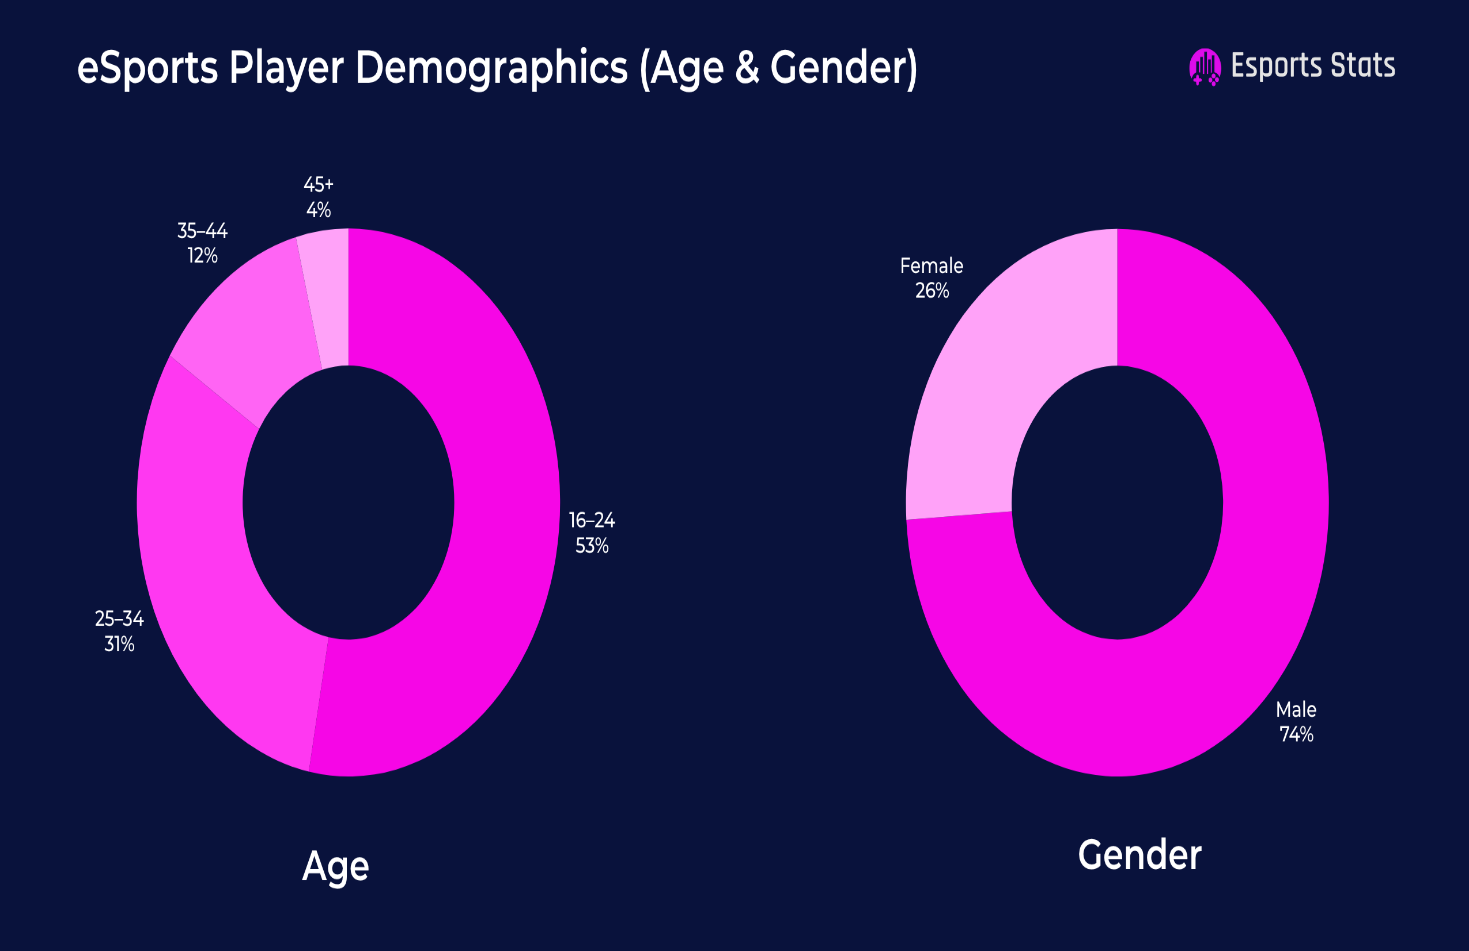 eSports Player Demographics (Age & Gender)
Esports Stats
45+
4%
35–44
12%
16–24
53%
25–34
31%
Age
Female
26%
Male
74%
Gender